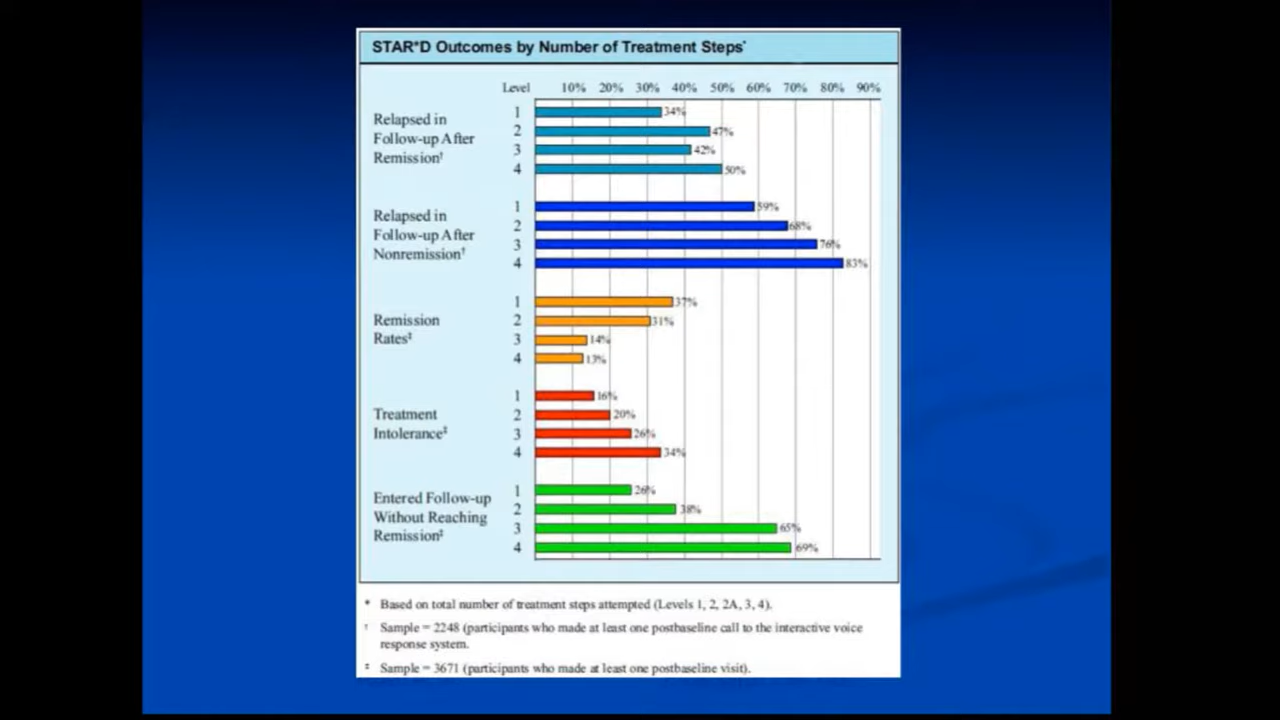 STAR*D Outcomes by Number of Treatment Steps*
Level 10% 20% 30% 40% 50% 60% 70% 80% 90%
Relapsed in
Follow-up After
Remission†
1 34%
2 47%
3 42%
4 50%
Relapsed in
Follow-up After
Nonremission†
1 59%
2 68%
3 76%
4 83%
Remission
Rates‡
1 37%
2 31%
3 14%
4 13%
Treatment
Intolerance‡
1 16%
2 20%
3 26%
4 34%
Entered Follow-up
Without Reaching
Remission‡
1 26%
2 38%
3 65%
4 69%
* Based on total number of treatment steps attempted (Levels 1, 2, 2A, 3, 4).
† Sample = 2248 (participants who made at least one postbaseline call to the interactive voice
response system.
‡ Sample = 3671 (participants who made at least one postbaseline visit).